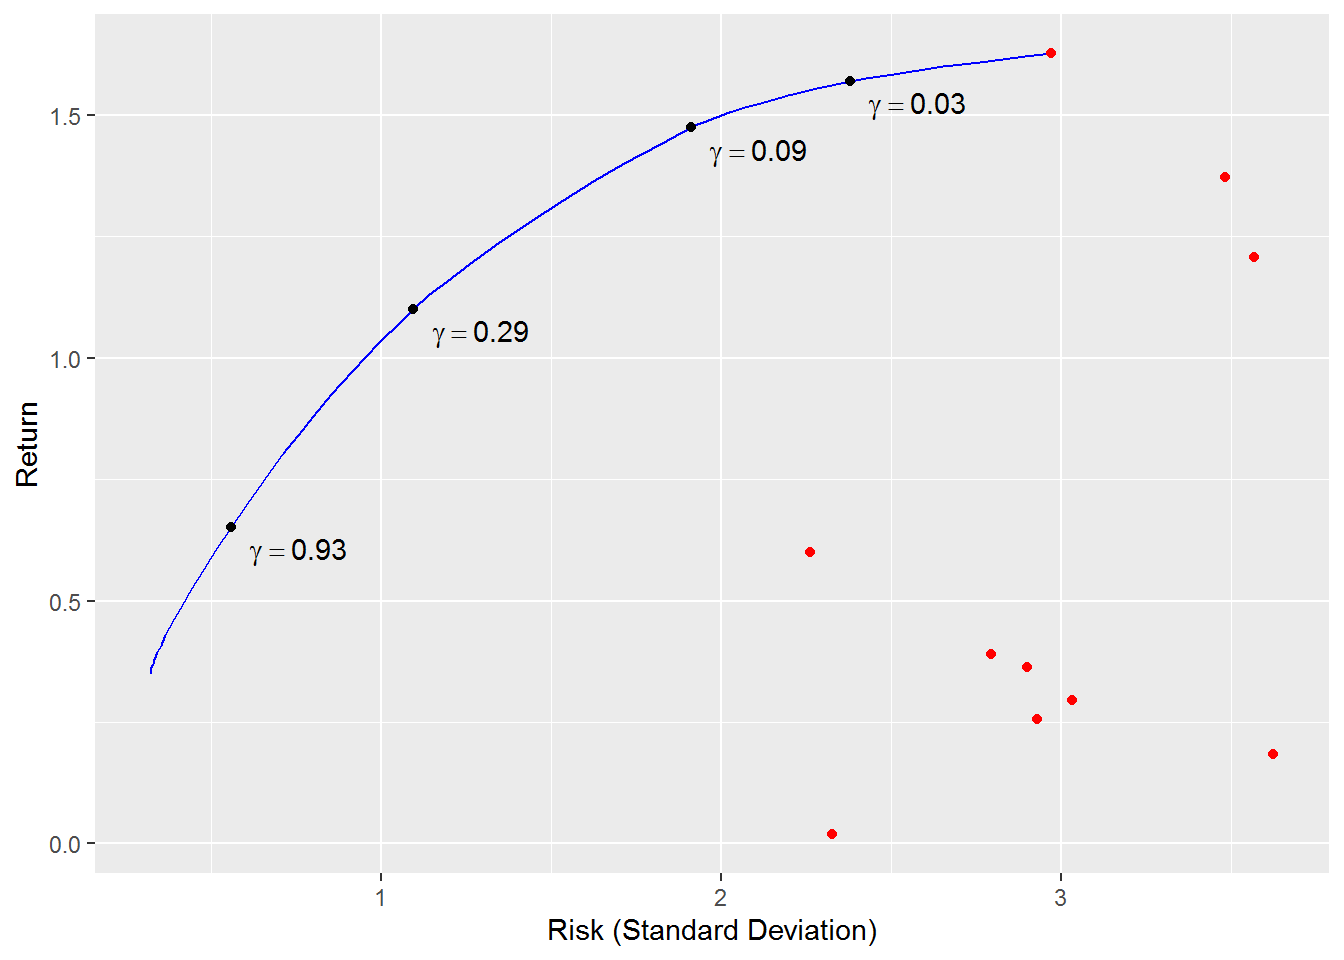 1.5
1.0
0.5
0.0
Return
γ = 0.03
γ = 0.09
γ = 0.29
γ = 0.93
1 2 3
Risk (Standard Deviation)